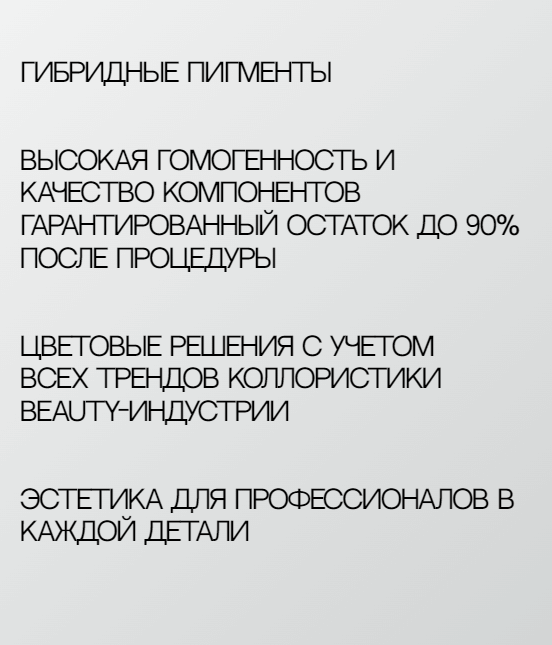 ГИБРИДНЫЕ ПИГМЕНТЫ
ВЫСОКАЯ ГОМОГЕННОСТЬ И
КАЧЕСТВО КОМПОНЕНТОВ
ГАРАНТИРОВАННЫЙ ОСТАТОК ДО 90%
ПОСЛЕ ПРОЦЕДУРЫ
ЦВЕТОВЫЕ РЕШЕНИЯ С УЧЕТОМ
ВСЕХ ТРЕНДОВ КОЛЛОРИСТИКИ
BEAUTY-ИНДУСТРИИ
ЭСТЕТИКА ДЛЯ ПРОФЕССИОНАЛОВ В
КАЖДОЙ ДЕТАЛИ